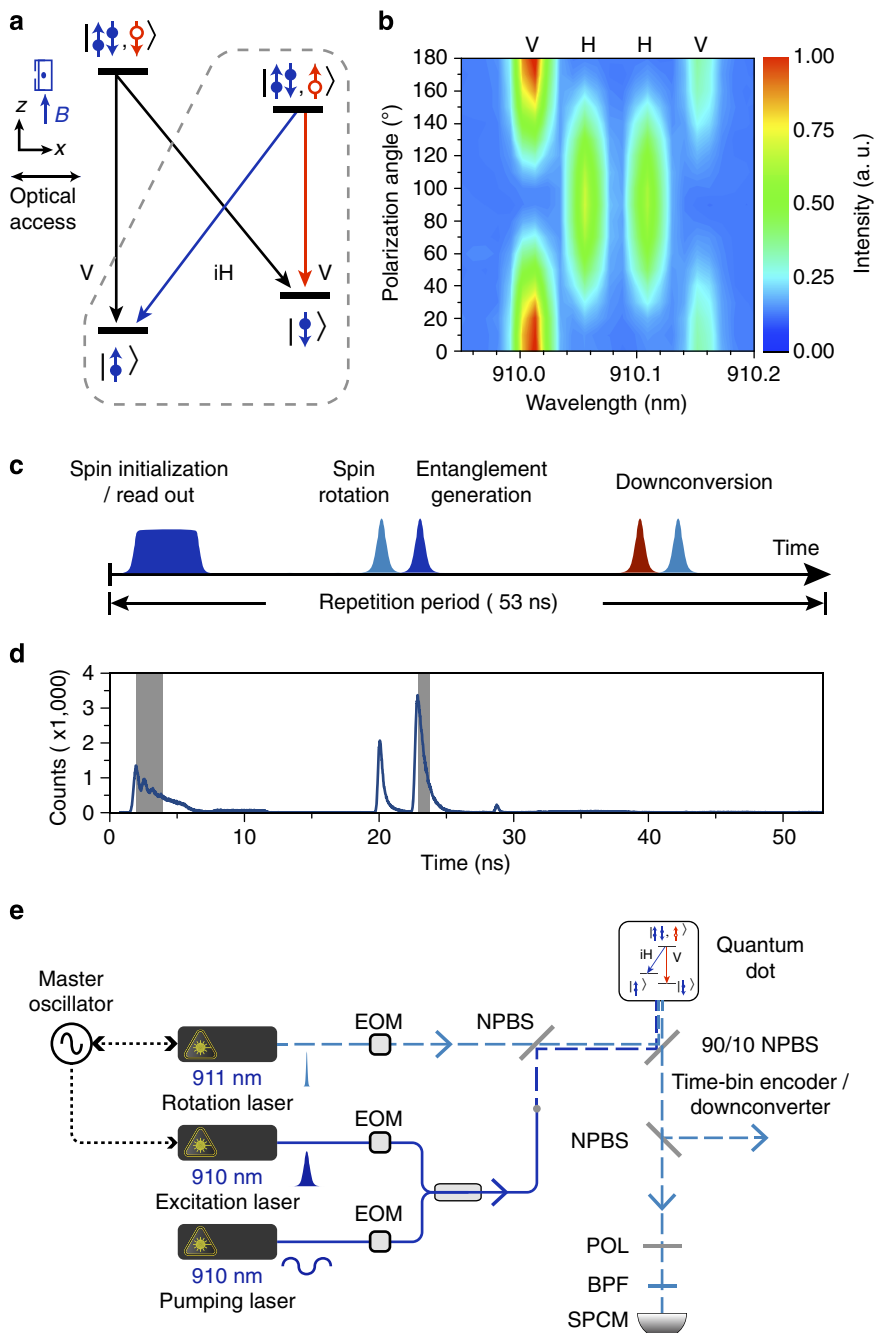 a
B
z
x
Optical
access
V
iH
V
b
V H H V
180
160
140
120
100
80
60
40
20
0
Polarization angle (°)
910.0 910.1 910.2
Wavelength (nm)
1.00
0.75
0.50
0.25
0.00
Intensity (a. u.)
c
Spin initialization
/ read out
Spin
rotation
Entanglement
generation
Downconversion
Time
Repetition period ( 53 ns)
d
4
3
2
1
0
Counts ( ×1,000)
0 10 20 30 40 50
Time (ns)
e
Master
oscillator
911 nm
Rotation laser
EOM
NPBS
iH
V
Quantum
dot
90/10 NPBS
Time-bin encoder /
downconverter
910 nm
Excitation laser
EOM
NPBS
910 nm
Pumping laser
EOM
POL
BPF
SPCM